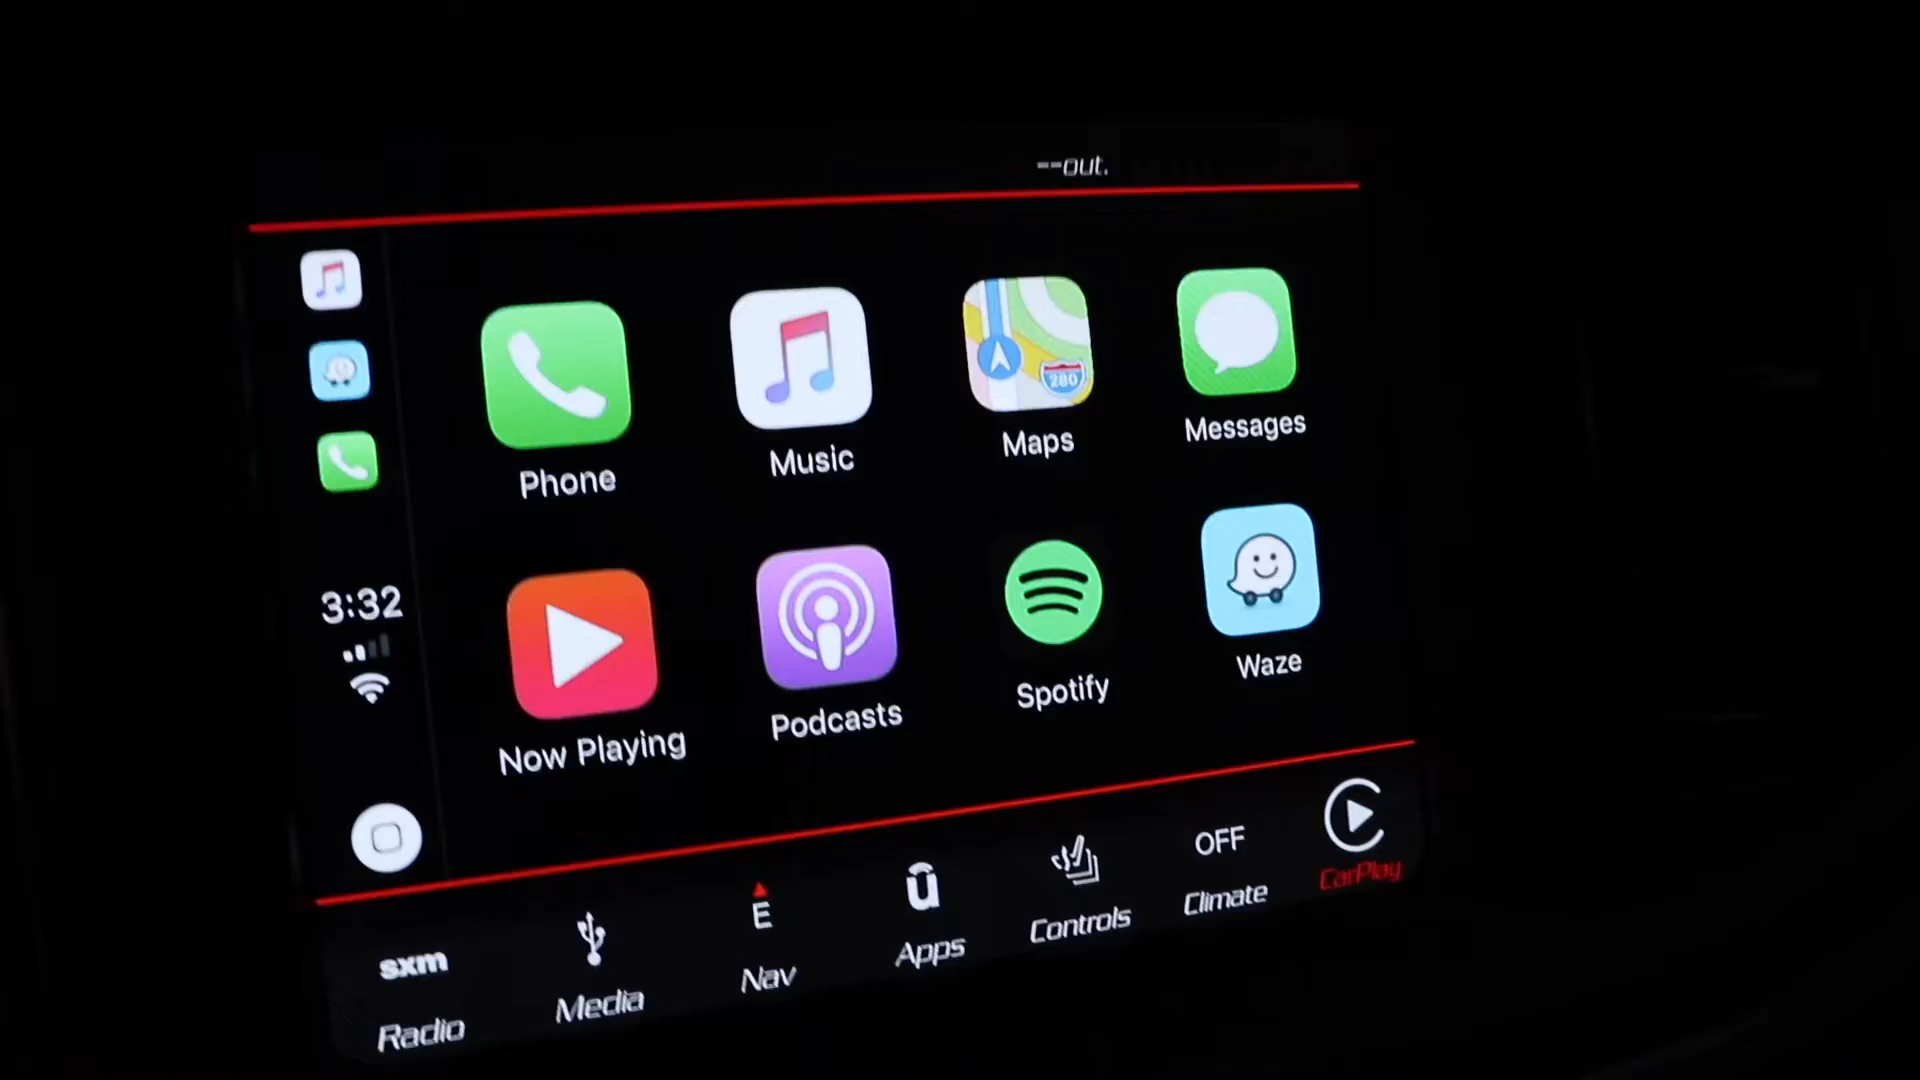 --out.
Phone
Music
Maps
Messages
280
3:32
Now Playing
Podcasts
Spotify
Waze
sxm
Radio
Media
E
Nav
ū
Apps
Controls
OFF
Climate
CarPlay